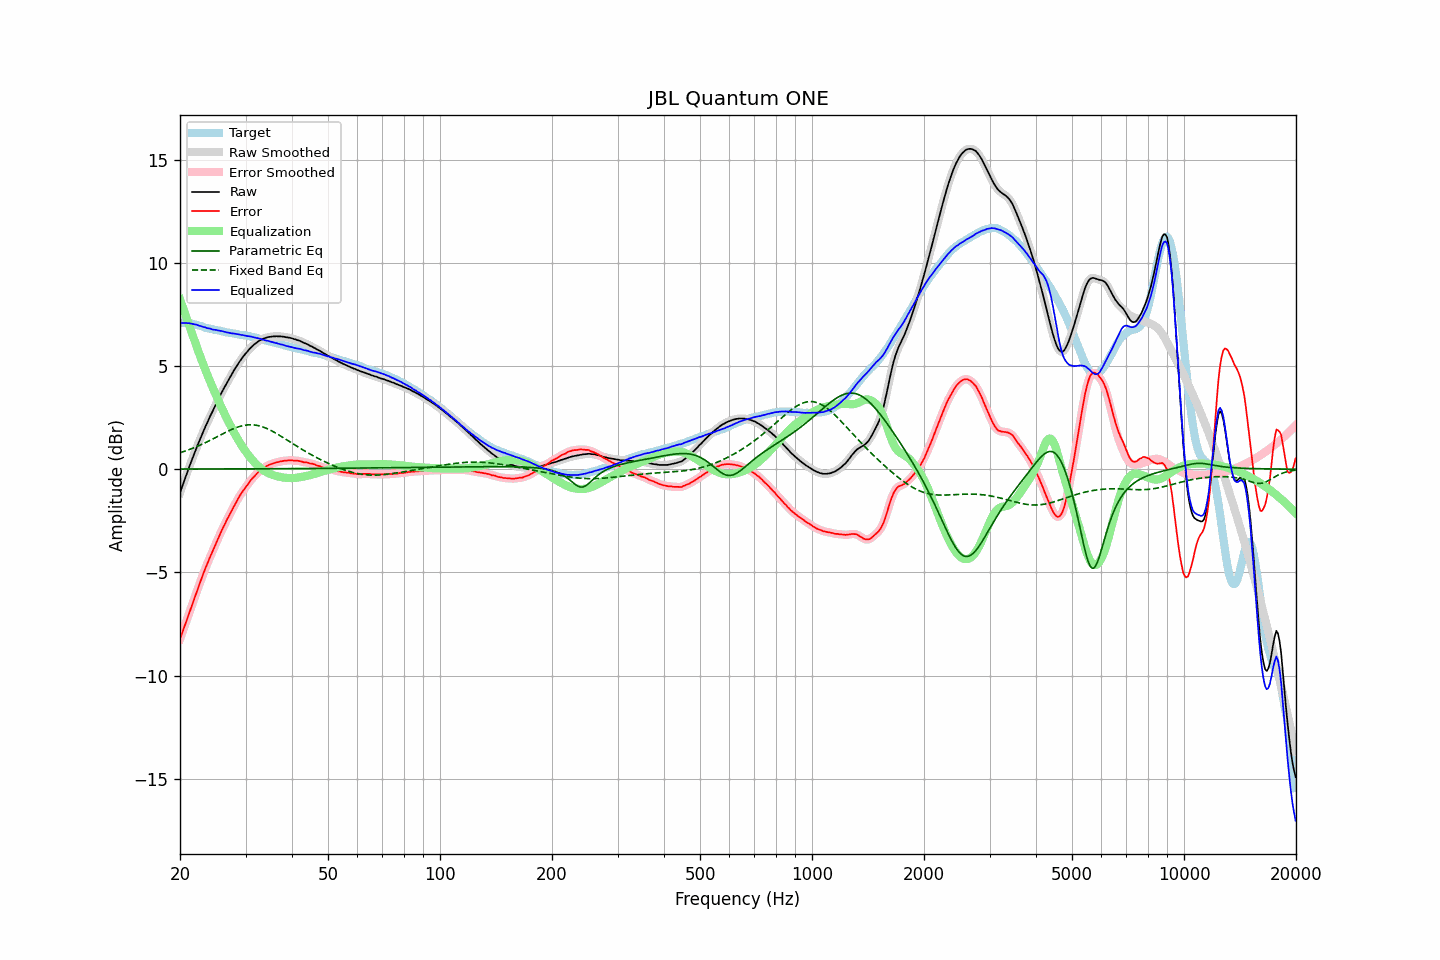 JBL Quantum ONE
Target
Raw Smoothed
Error Smoothed
Raw
Error
Equalization
Parametric Eq
Fixed Band Eq
Equalized
15
10
5
0
−5
−10
−15
Amplitude (dBr)
20
50
100
200
500
1000
2000
5000
10000
20000
Frequency (Hz)